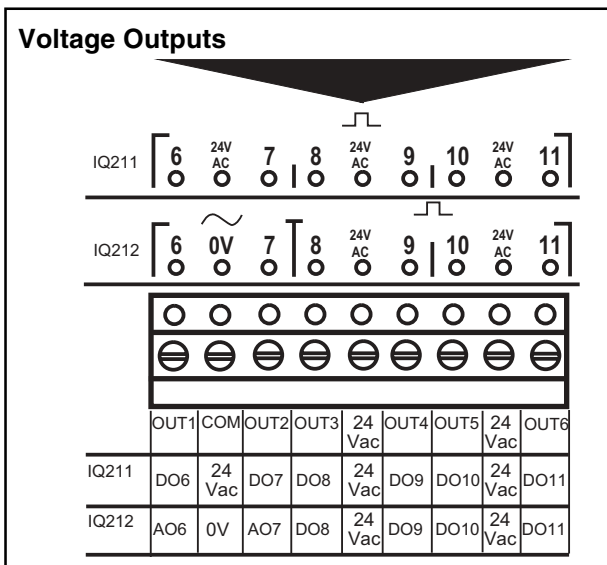 Voltage Outputs
IQ211 6 24V AC 7 8 24V AC 9 10 24V AC 11
IQ212 6 0V 7 8 24V AC 9 10 24V AC 11
OUT1 COM OUT2 OUT3 24 Vac OUT4 OUT5 24 Vac OUT6
IQ211 DO6 24 Vac DO7 DO8 24 Vac DO9 DO10 24 Vac DO11
IQ212 AO6 0V AO7 DO8 24 Vac DO9 DO10 24 Vac DO11